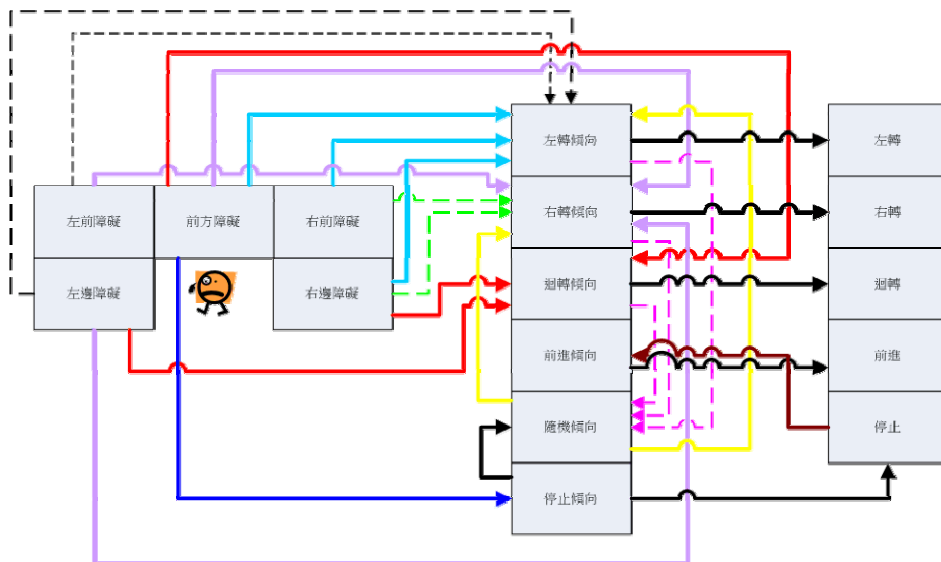 左轉傾向
左轉
左前障礙
前方障礙
右前障礙
右轉傾向
右轉
左邊障礙
右邊障礙
迴轉傾向
迴轉
前進傾向
前進
隨機傾向
停止
停止傾向